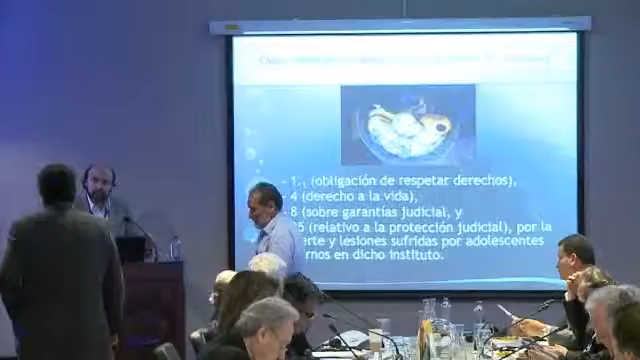 - 1., (obligación de respetar derechos),
4 (derecho a la vida),
8 (sobre garantías judicial, y
25 (relativo a la protección judicial), por la
erte y lesiones sufridas por adolescentes
rnos en dicho instituto.